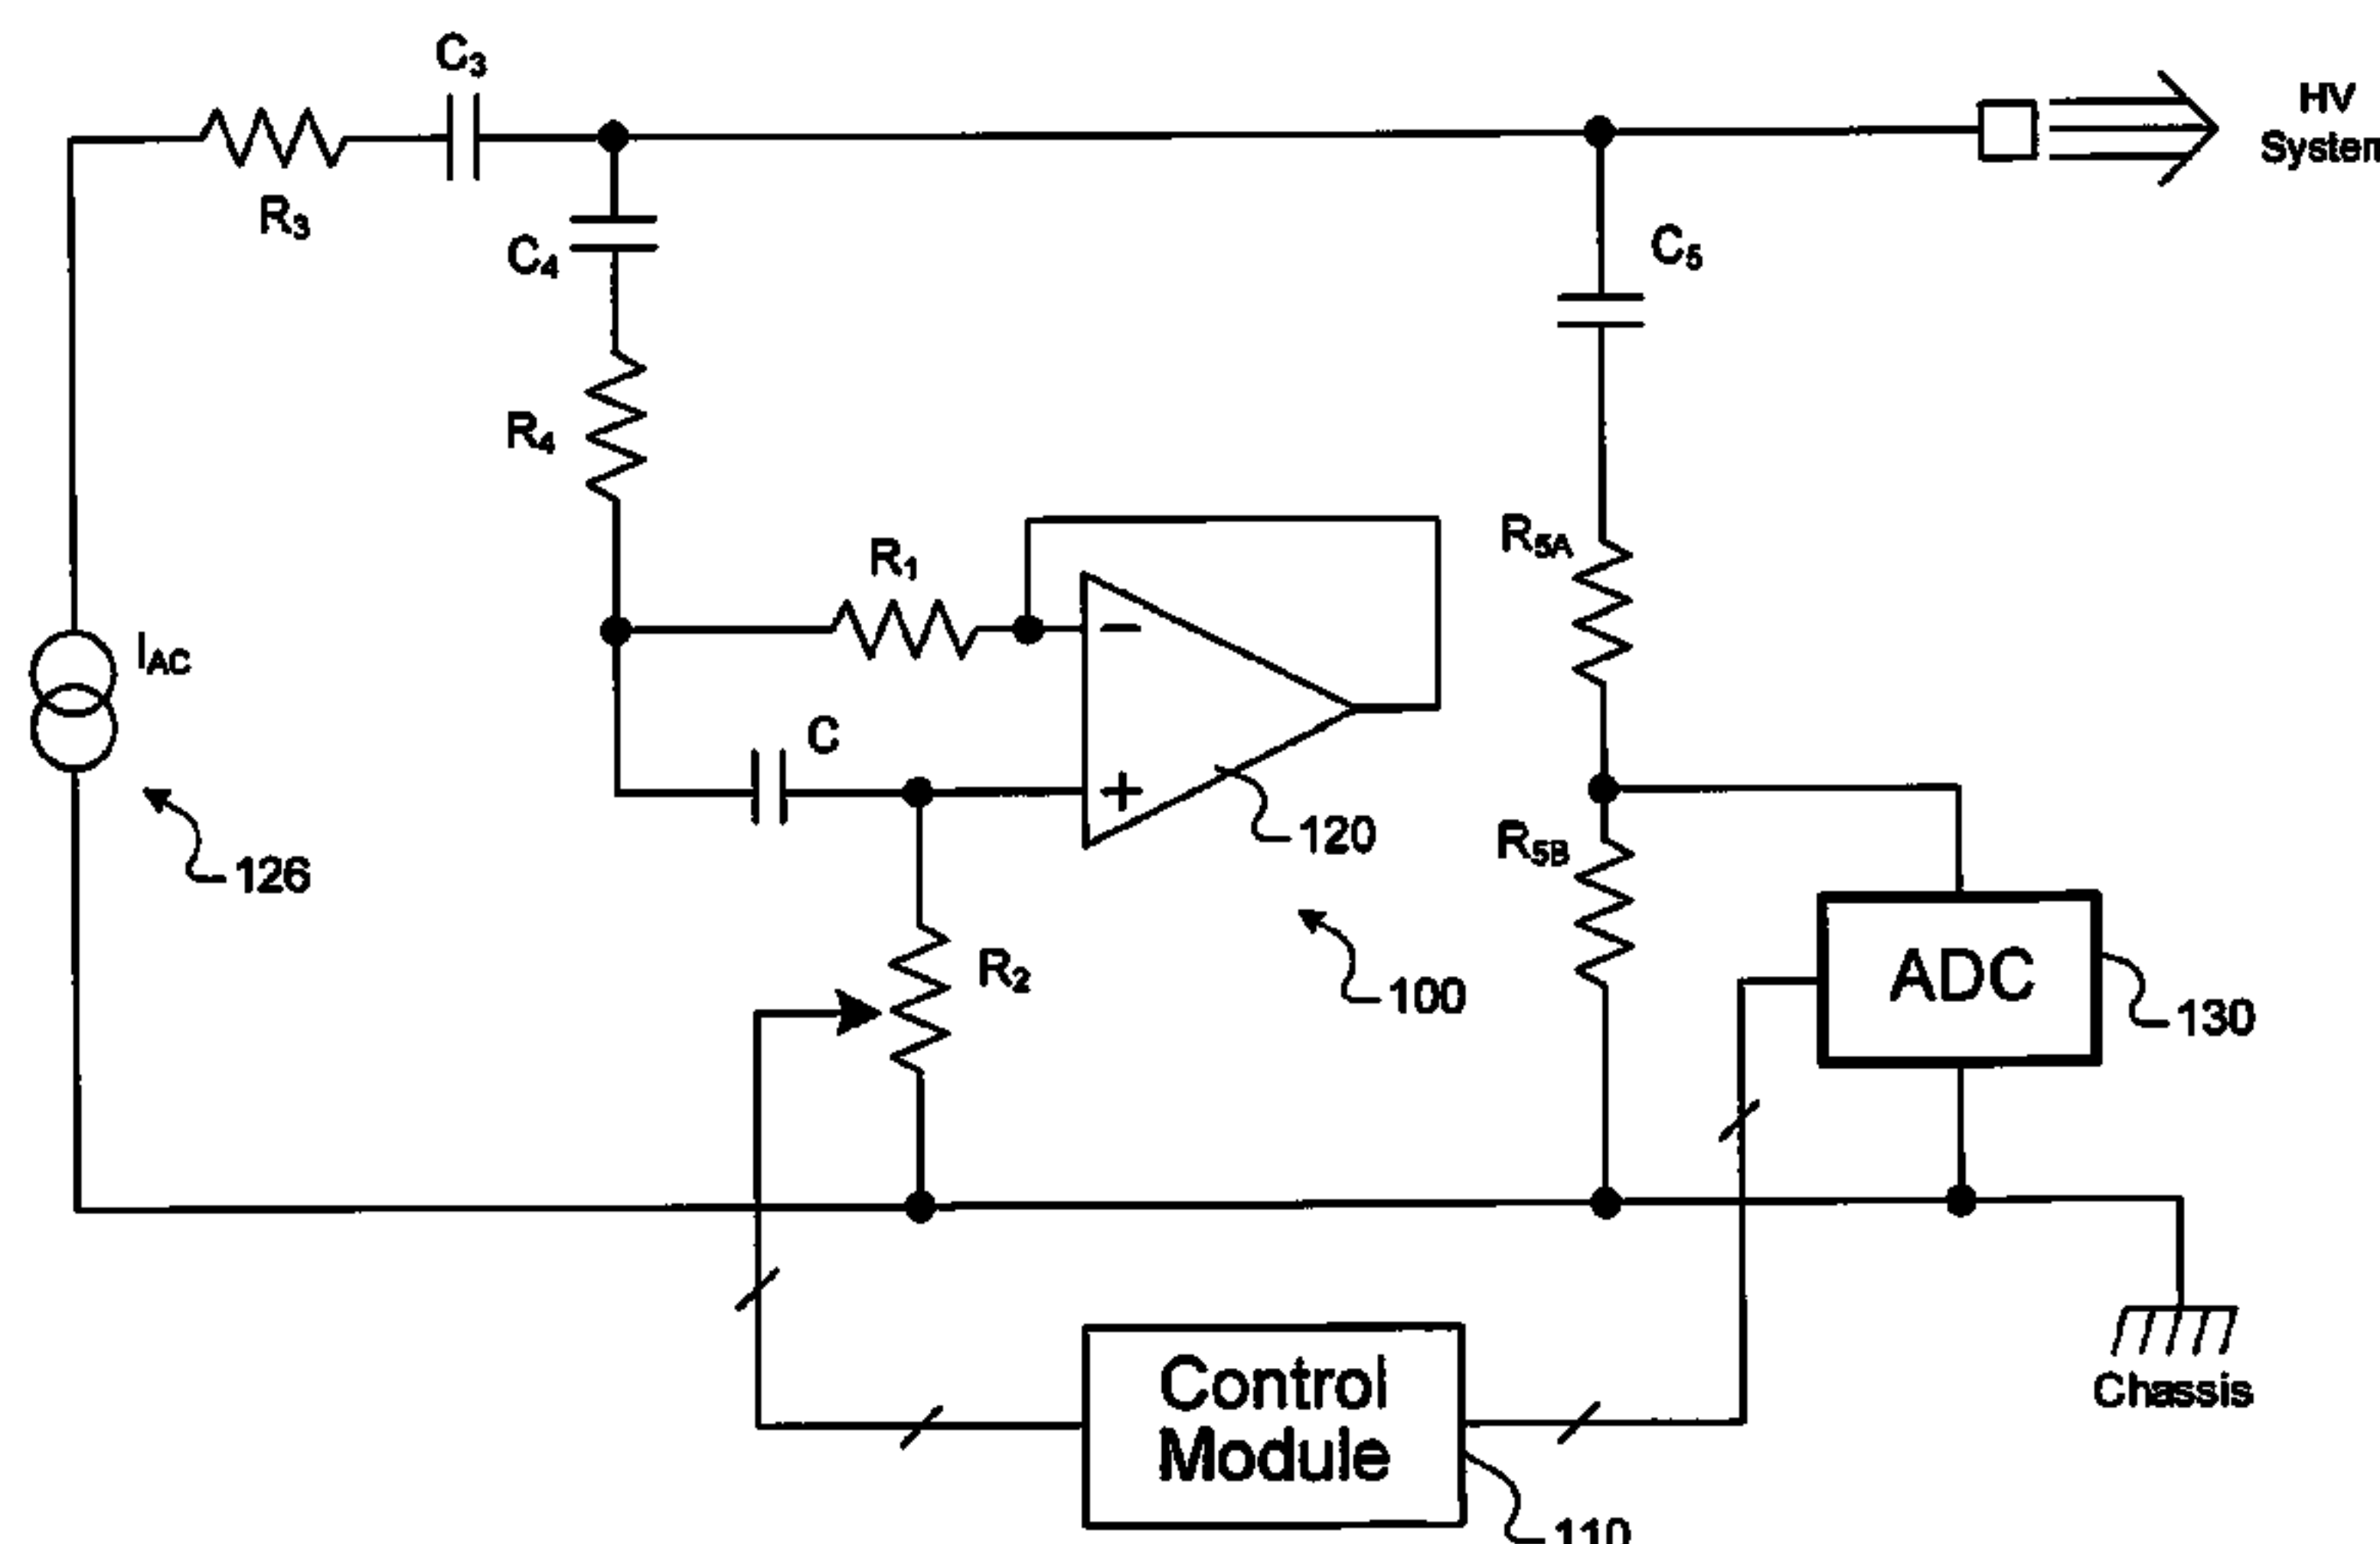 C3
HV
System
R3
C4
C5
R4
R5A
R1
IAC
C
120
R5B
126
ADC
R2
100
130
Control
Module
Chassis
110